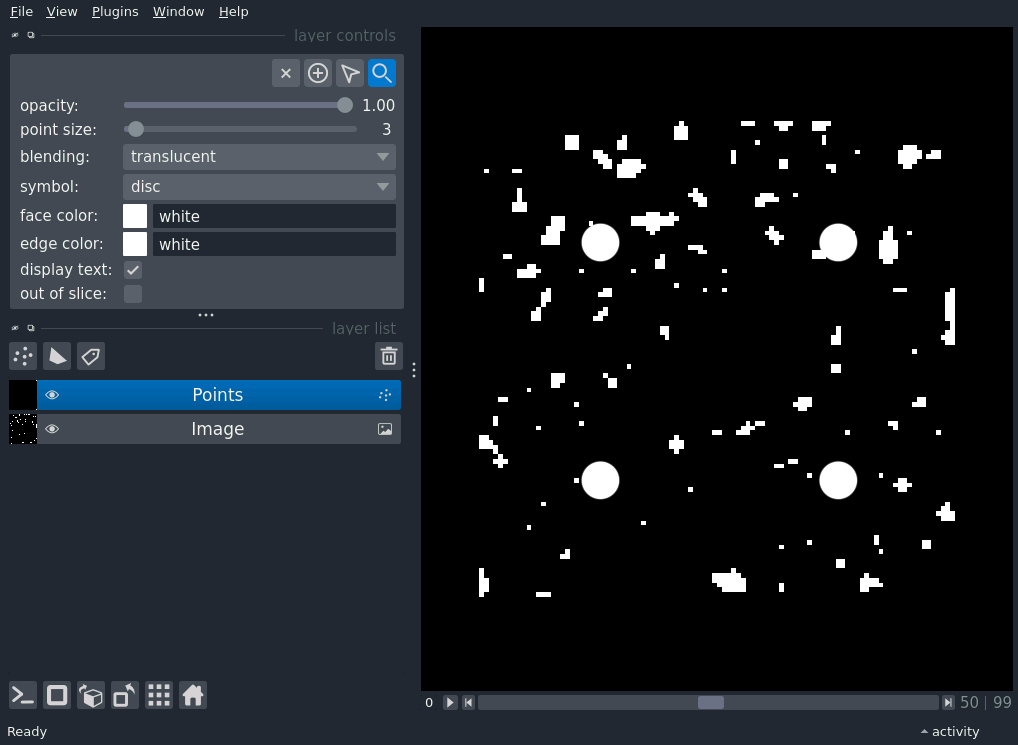 File View Plugins Window Help
layer controls
opacity: 1.00
point size: 3
blending: translucent
symbol: disc
face color: white
edge color: white
display text:
out of slice:
layer list
Points
Image
0 50 | 99
Ready activity